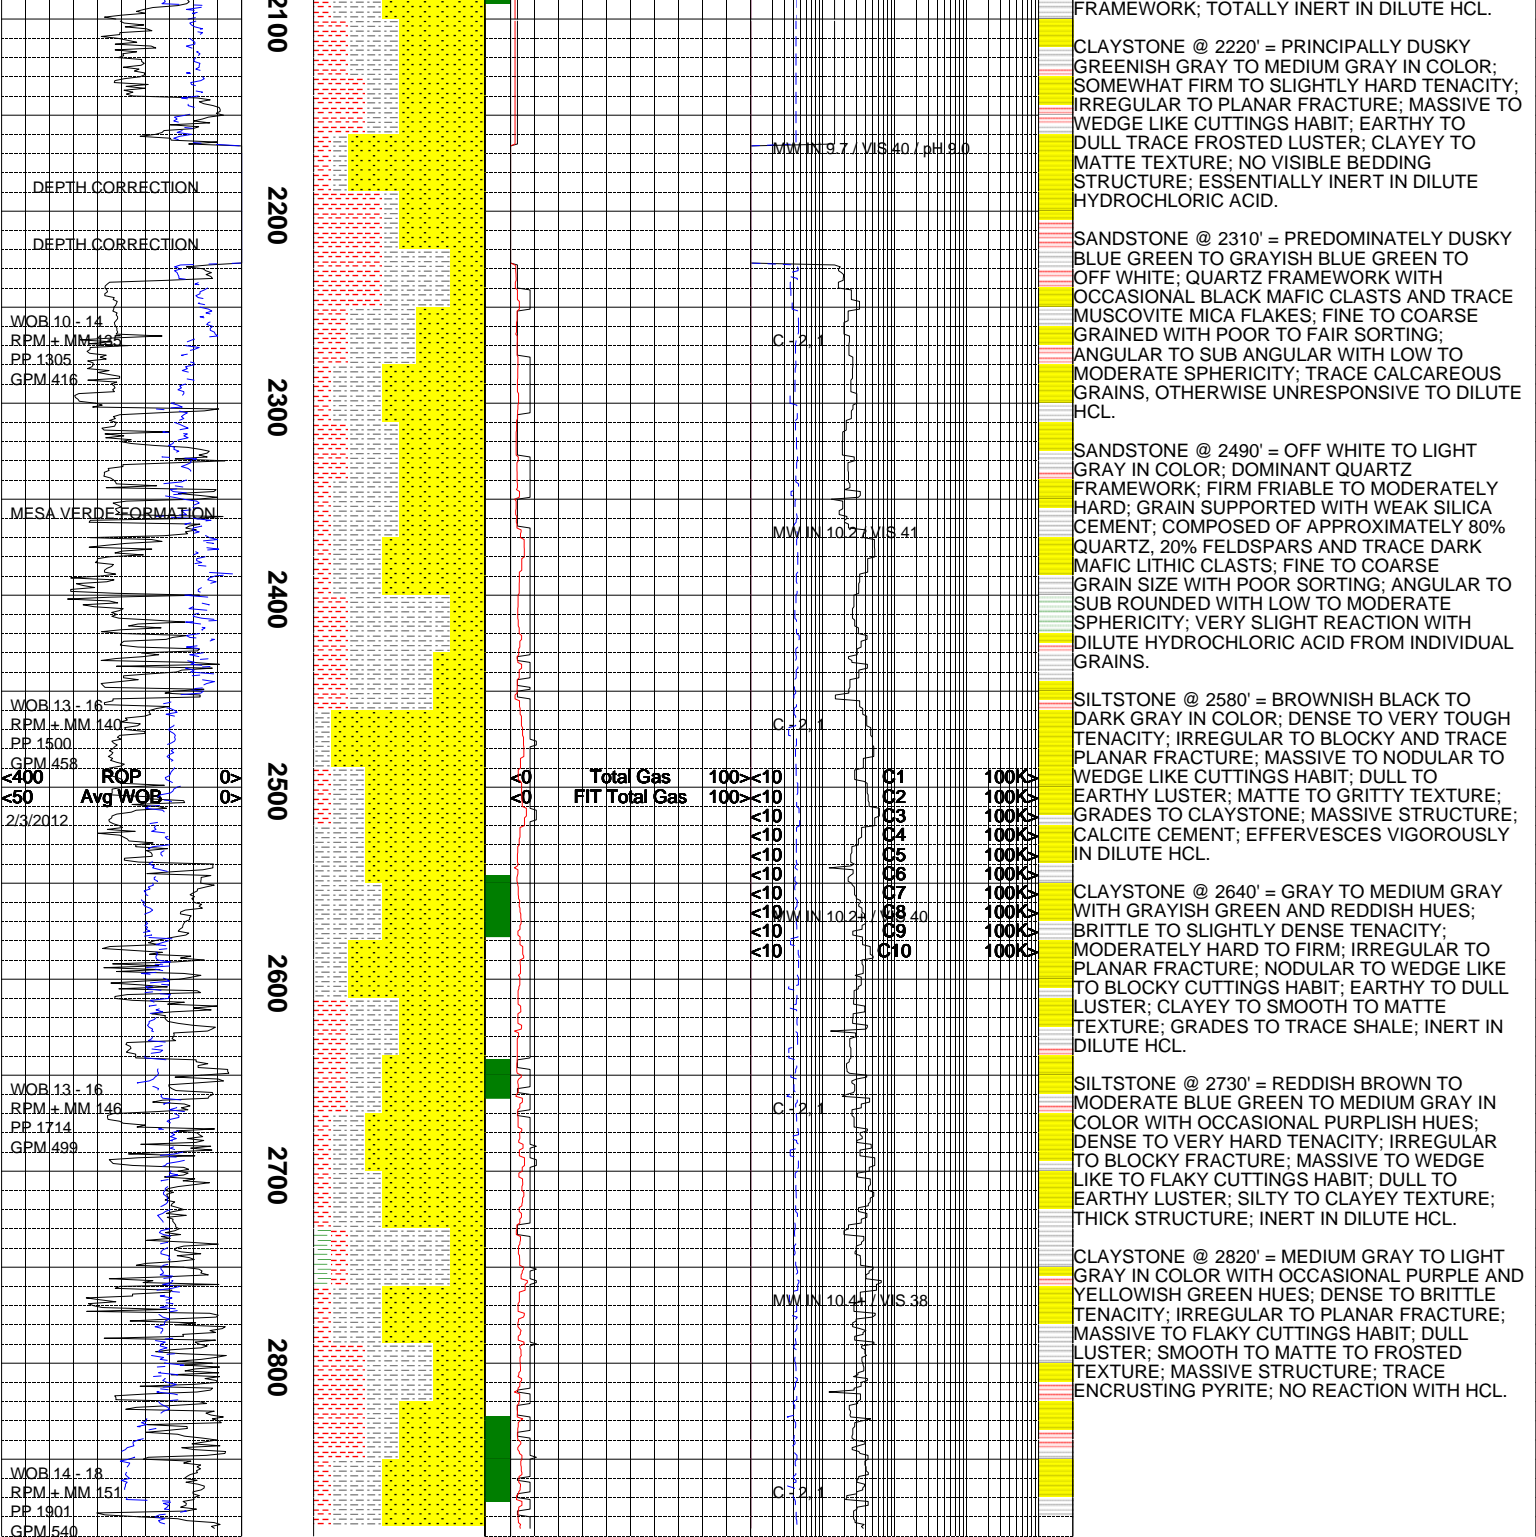 2100
DEPTH CORRECTION
2200
DEPTH CORRECTION
WOB 10 - 14
RPM + MM 135
PP 1305
GPM 416
2300
MESA VERDE FORMATION
2400
WOB 13 - 16
RPM + MM 140
PP 1500
GPM 458
<400 ROP 0>
<50 Avg WOB 0>
2/3/2012
2500
2600
WOB 13 - 16
RPM + MM 146
PP 1714
GPM 499
2700
2800
WOB 14 - 18
RPM + MM 151
PP 1901
GPM 540
<0 Total Gas 100>
<0 FIT Total Gas 100>
MW IN 9.7 / VIS 40 / pH 9.0
C - 2, 1
MW IN 10.2 / VIS 41
C - 2, 1
<10 C1 100K>
<10 C2 100K>
<10 C3 100K>
<10 C4 100K>
<10 C5 100K>
<10 C6 100K>
<10 C7 100K>
<10 C8 100K>
MW IN 10.2+ / VIS 40
<10 C9 100K>
<10 C10 100K>
C - 2, 1
MW IN 10.4+ / VIS 38
C - 2, 1
FRAMEWORK; TOTALLY INERT IN DILUTE HCL.
CLAYSTONE @ 2220' = PRINCIPALLY DUSKY
GREENISH GRAY TO MEDIUM GRAY IN COLOR;
SOMEWHAT FIRM TO SLIGHTLY HARD TENACITY;
IRREGULAR TO PLANAR FRACTURE; MASSIVE TO
WEDGE LIKE CUTTINGS HABIT; EARTHY TO
DULL TRACE FROSTED LUSTER; CLAYEY TO
MATTE TEXTURE; NO VISIBLE BEDDING
STRUCTURE; ESSENTIALLY INERT IN DILUTE
HYDROCHLORIC ACID.
SANDSTONE @ 2310' = PREDOMINATELY DUSKY
BLUE GREEN TO GRAYISH BLUE GREEN TO
OFF WHITE; QUARTZ FRAMEWORK WITH
OCCASIONAL BLACK MAFIC CLASTS AND TRACE
MUSCOVITE MICA FLAKES; FINE TO COARSE
GRAINED WITH POOR TO FAIR SORTING;
ANGULAR TO SUB ANGULAR WITH LOW TO
MODERATE SPHERICITY; TRACE CALCAREOUS
GRAINS, OTHERWISE UNRESPONSIVE TO DILUTE
HCL.
SANDSTONE @ 2490' = OFF WHITE TO LIGHT
GRAY IN COLOR; DOMINANT QUARTZ
FRAMEWORK; FIRM FRIABLE TO MODERATELY
HARD; GRAIN SUPPORTED WITH WEAK SILICA
CEMENT; COMPOSED OF APPROXIMATELY 80%
QUARTZ, 20% FELDSPARS AND TRACE DARK
MAFIC LITHIC CLASTS; FINE TO COARSE
GRAIN SIZE WITH POOR SORTING; ANGULAR TO
SUB ROUNDED WITH LOW TO MODERATE
SPHERICITY; VERY SLIGHT REACTION WITH
DILUTE HYDROCHLORIC ACID FROM INDIVIDUAL
GRAINS.
SILTSTONE @ 2580' = BROWNISH BLACK TO
DARK GRAY IN COLOR; DENSE TO VERY TOUGH
TENACITY; IRREGULAR TO BLOCKY AND TRACE
PLANAR FRACTURE; MASSIVE TO NODULAR TO
WEDGE LIKE CUTTINGS HABIT; DULL TO
EARTHY LUSTER; MATTE TO GRITTY TEXTURE;
GRADES TO CLAYSTONE; MASSIVE STRUCTURE;
CALCITE CEMENT; EFFERVESCES VIGOROUSLY
IN DILUTE HCL.
CLAYSTONE @ 2640' = GRAY TO MEDIUM GRAY
WITH GRAYISH GREEN AND REDDISH HUES;
BRITTLE TO SLIGHTLY DENSE TENACITY;
MODERATELY HARD TO FIRM; IRREGULAR TO
PLANAR FRACTURE; NODULAR TO WEDGE LIKE
TO BLOCKY CUTTINGS HABIT; EARTHY TO DULL
LUSTER; CLAYEY TO SMOOTH TO MATTE
TEXTURE; GRADES TO TRACE SHALE; INERT IN
DILUTE HCL.
SILTSTONE @ 2730' = REDDISH BROWN TO
MODERATE BLUE GREEN TO MEDIUM GRAY IN
COLOR WITH OCCASIONAL PURPLISH HUES;
DENSE TO VERY HARD TENACITY; IRREGULAR
TO BLOCKY FRACTURE; MASSIVE TO WEDGE
LIKE TO FLAKY CUTTINGS HABIT; DULL TO
EARTHY LUSTER; SILTY TO CLAYEY TEXTURE;
THICK STRUCTURE; INERT IN DILUTE HCL.
CLAYSTONE @ 2820' = MEDIUM GRAY TO LIGHT
GRAY IN COLOR WITH OCCASIONAL PURPLE AND
YELLOWISH GREEN HUES; DENSE TO BRITTLE
TENACITY; IRREGULAR TO PLANAR FRACTURE;
MASSIVE TO FLAKY CUTTINGS HABIT; DULL
LUSTER; SMOOTH TO MATTE TO FROSTED
TEXTURE; MASSIVE STRUCTURE; TRACE
ENCRUSTING PYRITE; NO REACTION WITH HCL.